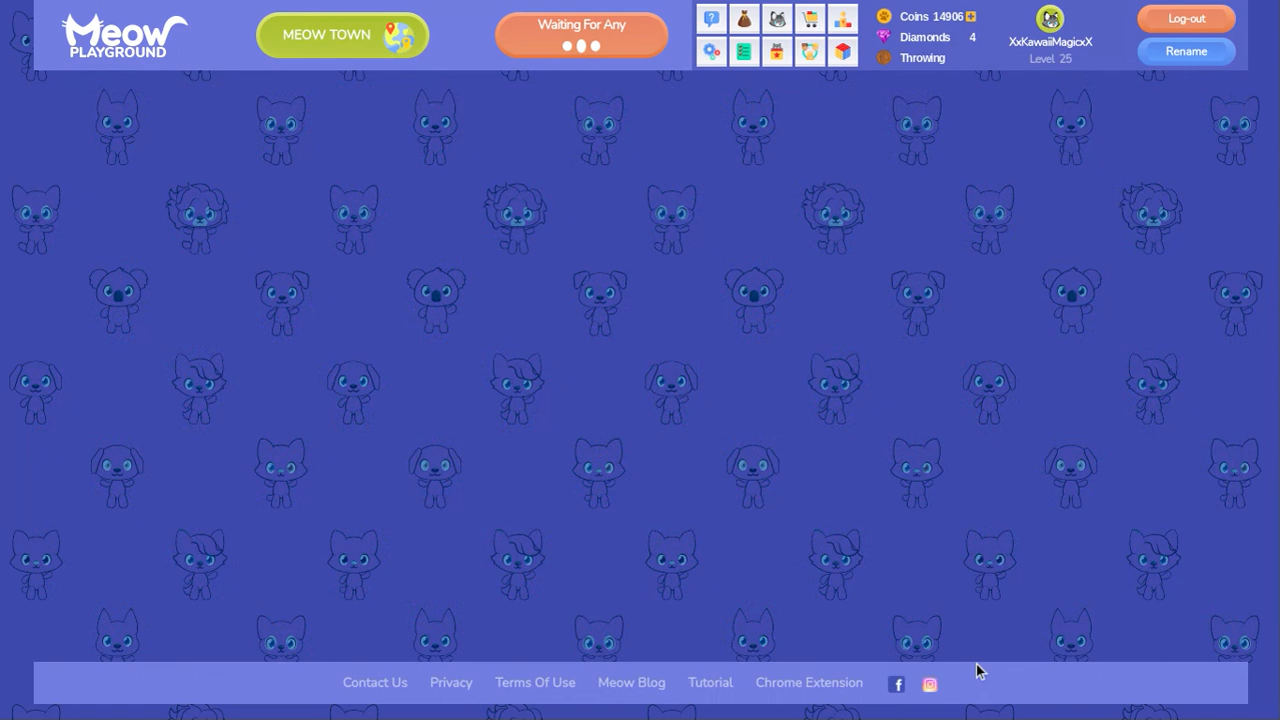 Meow
PLAYGROUND
MEOW TOWN
Waiting For Any
Coins 14906
Diamonds 4
Throwing
XxKawaiiMagicxX
Level 25
Log-out
Rename
Contact Us
Privacy
Terms Of Use
Meow Blog
Tutorial
Chrome Extension